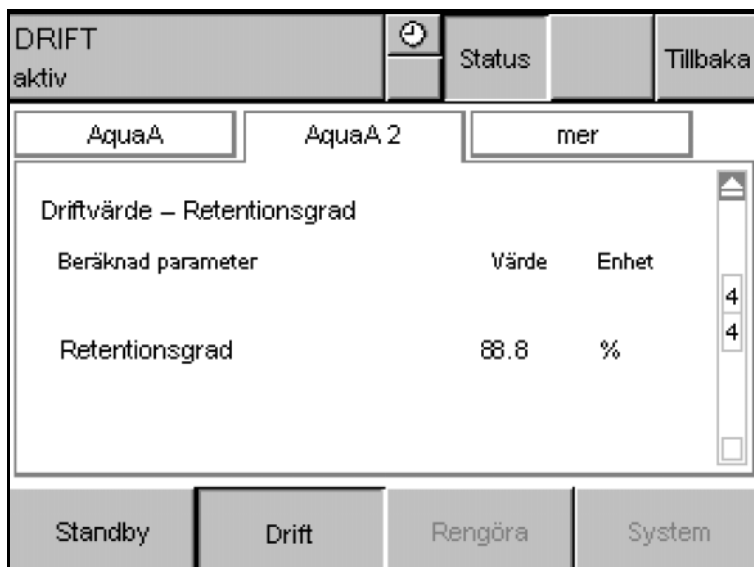 DRIFT
aktiv
Status
Tillbaka
AquaA
AquaA 2
mer
Driftvärde – Retentionsgrad
Beräknad parameter Värde Enhet
4
4
Retentionsgrad 88.8 %
Standby
Drift
Rengöra
System